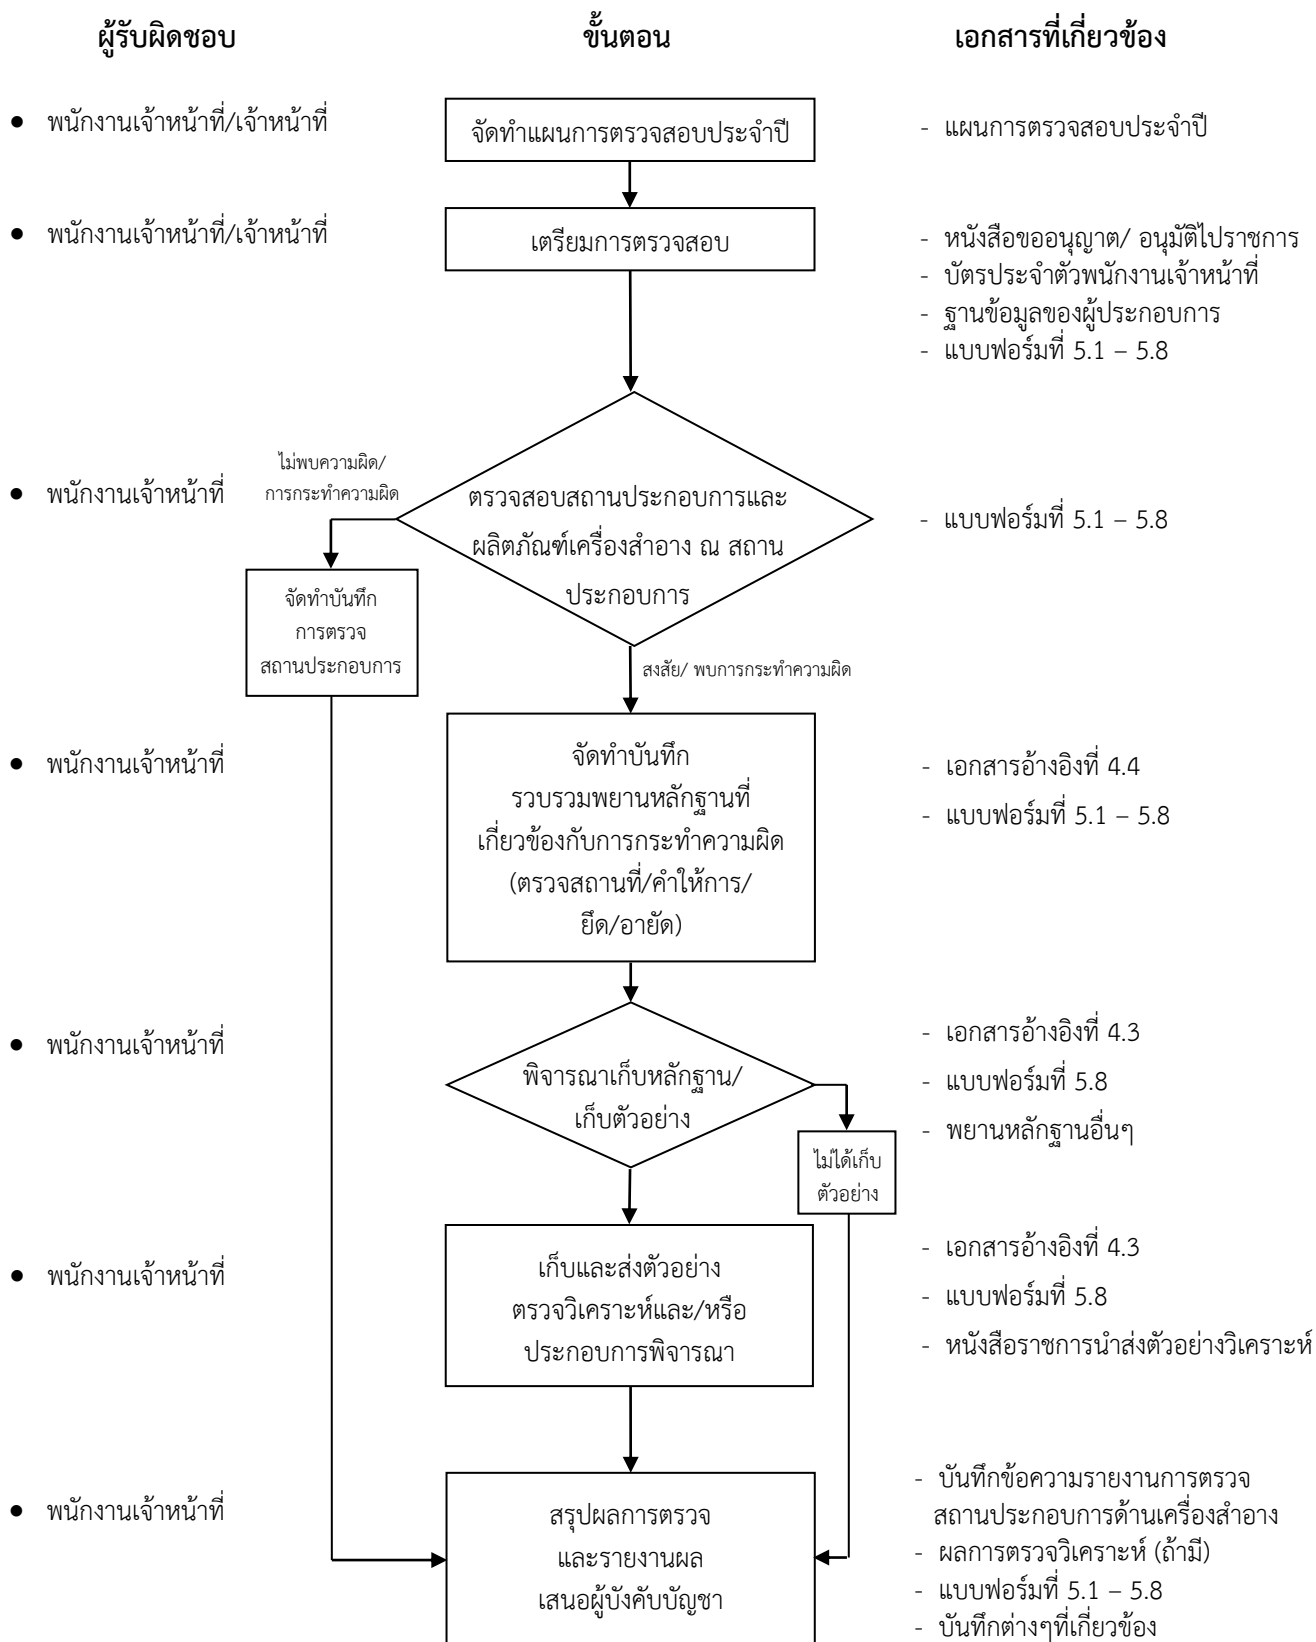 ผู้รับผิดชอบ
ขั้นตอน
เอกสารที่เกี่ยวข้อง
● พนักงานเจ้าหน้าที่/เจ้าหน้าที่
จัดทำแผนการตรวจสอบประจำปี
- แผนการตรวจสอบประจำปี
● พนักงานเจ้าหน้าที่/เจ้าหน้าที่
เตรียมการตรวจสอบ
- หนังสือขออนุญาต/ อนุมัติไปราชการ
- บัตรประจำตัวพนักงานเจ้าหน้าที่
- ฐานข้อมูลของผู้ประกอบการ
- แบบฟอร์มที่ 5.1 – 5.8
● พนักงานเจ้าหน้าที่
ไม่พบความผิด/
การกระทำความผิด
ตรวจสอบสถานประกอบการและ
ผลิตภัณฑ์เครื่องสำอาง ณ สถาน
ประกอบการ
- แบบฟอร์มที่ 5.1 – 5.8
จัดทำบันทึก
การตรวจ
สถานประกอบการ
สงสัย/ พบการกระทำความผิด
● พนักงานเจ้าหน้าที่
จัดทำบันทึก
รวบรวมพยานหลักฐานที่
เกี่ยวข้องกับการกระทำความผิด
(ตรวจสถานที่/คำให้การ/
ยึด/อายัด)
- เอกสารอ้างอิงที่ 4.4
- แบบฟอร์มที่ 5.1 – 5.8
● พนักงานเจ้าหน้าที่
พิจารณาเก็บหลักฐาน/
เก็บตัวอย่าง
- เอกสารอ้างอิงที่ 4.3
- แบบฟอร์มที่ 5.8
- พยานหลักฐานอื่นๆ
ไม่ได้เก็บ
ตัวอย่าง
● พนักงานเจ้าหน้าที่
เก็บและส่งตัวอย่าง
ตรวจวิเคราะห์และ/หรือ
ประกอบการพิจารณา
- เอกสารอ้างอิงที่ 4.3
- แบบฟอร์มที่ 5.8
- หนังสือราชการนำส่งตัวอย่างวิเคราะห์
● พนักงานเจ้าหน้าที่
สรุปผลการตรวจ
และรายงานผล
เสนอผู้บังคับบัญชา
- บันทึกข้อความรายงานการตรวจ
สถานประกอบการด้านเครื่องสำอาง
- ผลการตรวจวิเคราะห์ (ถ้ามี)
- แบบฟอร์มที่ 5.1 – 5.8
- บันทึกต่างๆที่เกี่ยวข้อง